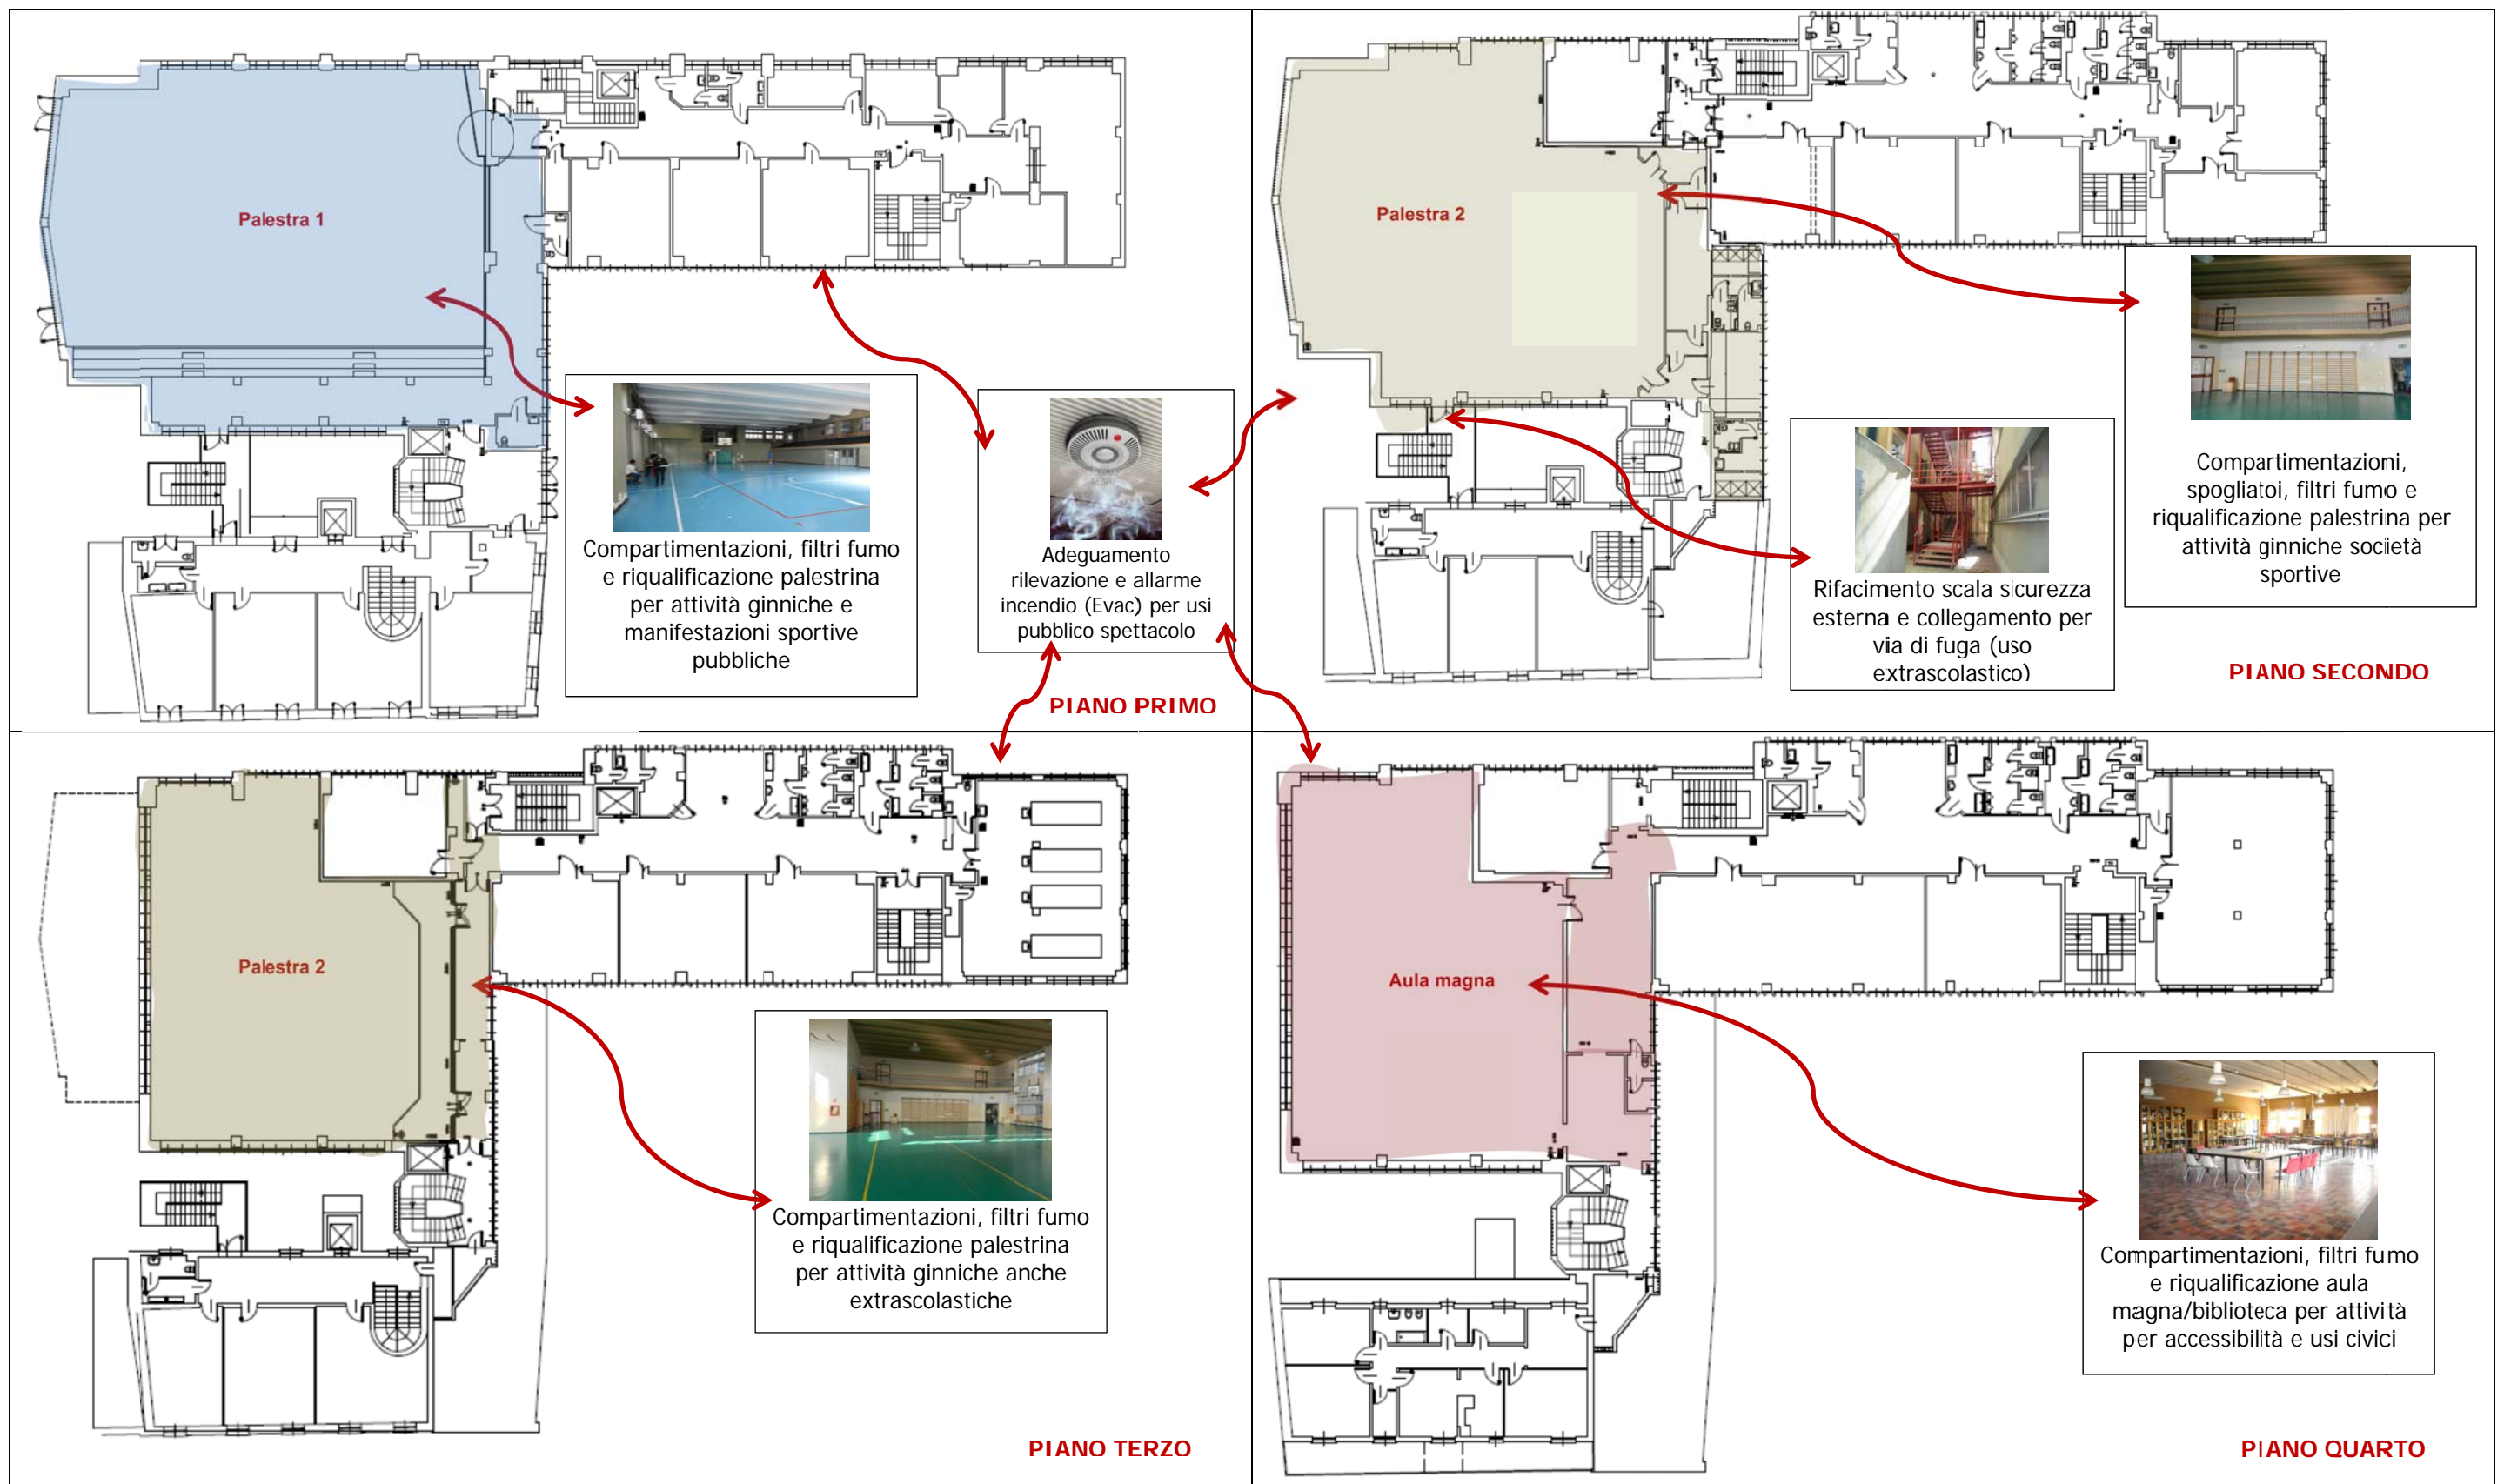 Palestra 1
Compartimentazioni, filtri fumo
e riqualificazione palestrina
per attività ginniche e
manifestazioni sportive
pubbliche
Adeguamento
rilevazione e allarme
incendio (Evac) per usi
pubblico spettacolo
PIANO PRIMO
Palestra 2
Compartimentazioni,
spogliatoi, filtri fumo e
riqualificazione palestrina per
attività ginniche società
sportive
Rifacimento scala sicurezza
esterna e collegamento per
via di fuga (uso
extrascolastico)
PIANO SECONDO
Palestra 2
Compartimentazioni, filtri fumo
e riqualificazione palestrina
per attività ginniche anche
extrascolastiche
PIANO TERZO
Aula magna
Compartimentazioni, filtri fumo
e riqualificazione aula
magna/biblioteca per attività
per accessibilità e usi civici
PIANO QUARTO